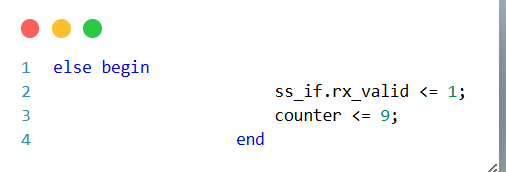 1 else begin
2 ss_if.rx_valid <= 1;
3 counter <= 9;
4 end